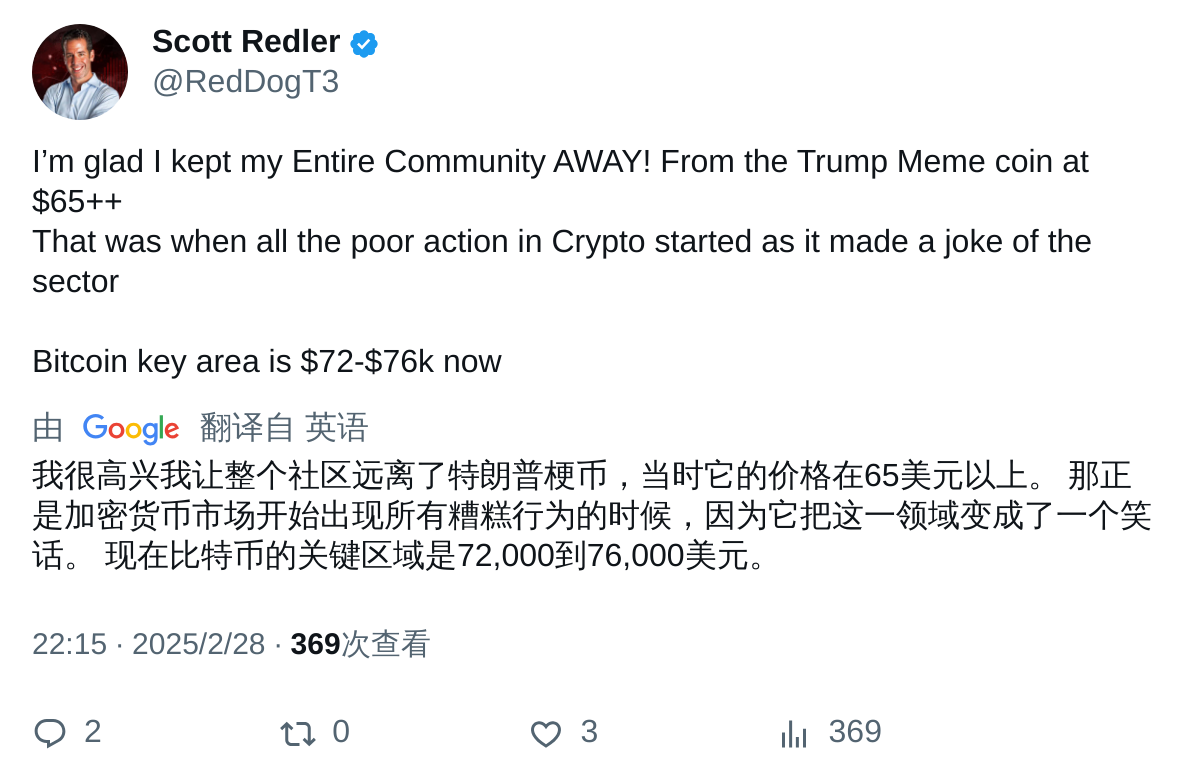 Scott Redler
@RedDogT3
I’m glad I kept my Entire Community AWAY! From the Trump Meme coin at
$65++
That was when all the poor action in Crypto started as it made a joke of the
sector
Bitcoin key area is $72-$76k now
由 Google 翻译自 英语
我很高兴我让整个社区远离了特朗普梗币，当时它的价格在65美元以上。 那正
是加密货币市场开始出现所有糟糕行为的时候，因为它把这一领域变成了一个笑
话。 现在比特币的关键区域是72,000到76,000美元。
22:15 · 2025/2/28 · 369次查看
2 0 3 369